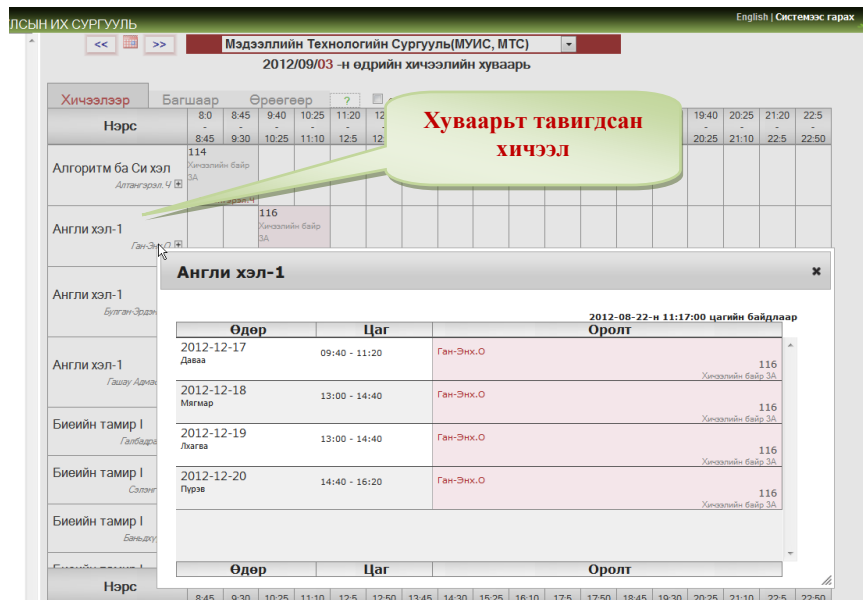 English | Системээс гарах
ЛСЫН ИХ СУРГУУЛЬ
<< >> Мэдээллийн Технологийн Сургууль(МУИС, МТС)
2012/09/03 -н өдрийн хичээлийн хуваарь
Хичээлээр Багшаар Өрөөгөөр ?
Хуваарьт тавигдсан
хичээл
Нэрс
8:0 8:45 9:40 10:25 11:20 12 19:40 20:25 21:20 22:5
- - - - - - - - -
8:45 9:30 10:25 11:10 12:5 12 20:25 21:10 22:5 22:50
114
Алгоритм ба Си хэл Хичээлийн байр
3А
Алтангэрэл.Ч
116
Англи хэл-1 Хичээлийн байр
3А
Англи хэл-1 ×
Англи хэл-1
2012-08-22-н 11:17:00 цагийн байдлаар
Өдөр Цаг Оролт
2012-12-17 09:40 - 11:20 Ган-Энх.О
Даваа 116
Хичээлийн байр 3А
2012-12-18 13:00 - 14:40 Ган-Энх.О
Мягмар 116
Хичээлийн байр 3А
2012-12-19 13:00 - 14:40 Ган-Энх.О
Лхагва 116
Хичээлийн байр 3А
2012-12-20 14:40 - 16:20 Ган-Энх.О
Пүрэв 116
Хичээлийн байр 3А
Өдөр Цаг Оролт
Англи хэл-1
Биеийн тамир I
Биеийн тамир I
Биеийн тамир I
Нэрс
8:45 9:30 10:25 11:10 12:5 12:50 13:45 14:30 15:25 16:10 17:5 17:50 18:45 19:30 20:25 21:10 22:5 22:50